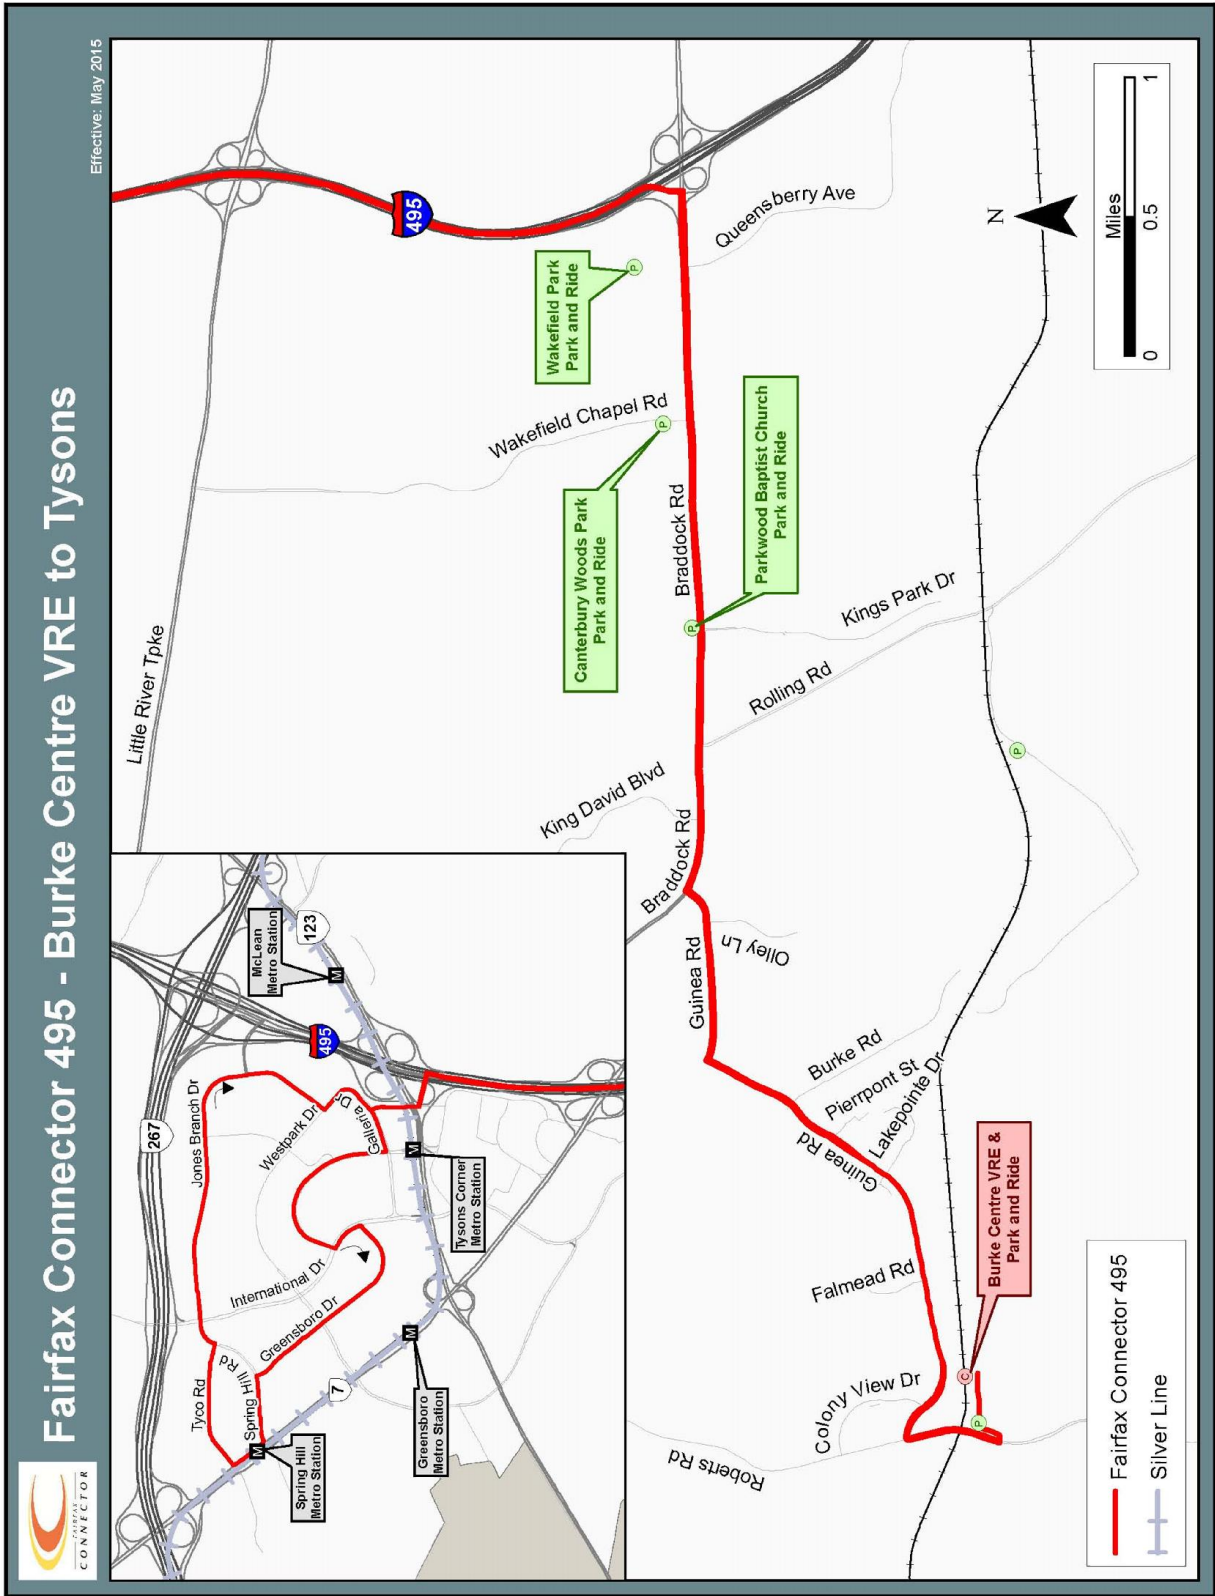 Fairfax Connector 495 - Burke Centre VRE to Tysons
Effective: May 2015
FAIRFAX
CONNECTOR
267
Jones Branch Dr
Westpark Dr
Galleria Dr
International Dr
Greensboro Dr
Tyco Rd
Spring Hill Rd
McLean
Metro Station
123
495
Tysons Corner
Metro Station
7
Greensboro
Metro Station
Spring Hill
Metro Station
M
M
M
M
Little River Tpke
495
Wakefield Park
Park and Ride
P
Wakefield Chapel Rd
Canterbury Woods Park
Park and Ride
P
Queensberry Ave
King David Blvd
Braddock Rd
Braddock Rd
Parkwood Baptist Church
Park and Ride
P
Guinea Rd
Olley Ln
Rolling Rd
Kings Park Dr
Burke Rd
Pierrpont St
Lakepointe Dr
Guinea Rd
Falmead Rd
Colony View Dr
Roberts Rd
Burke Centre VRE &
Park and Ride
C
P
P
N
Miles
0 0.5 1
Fairfax Connector 495
Silver Line